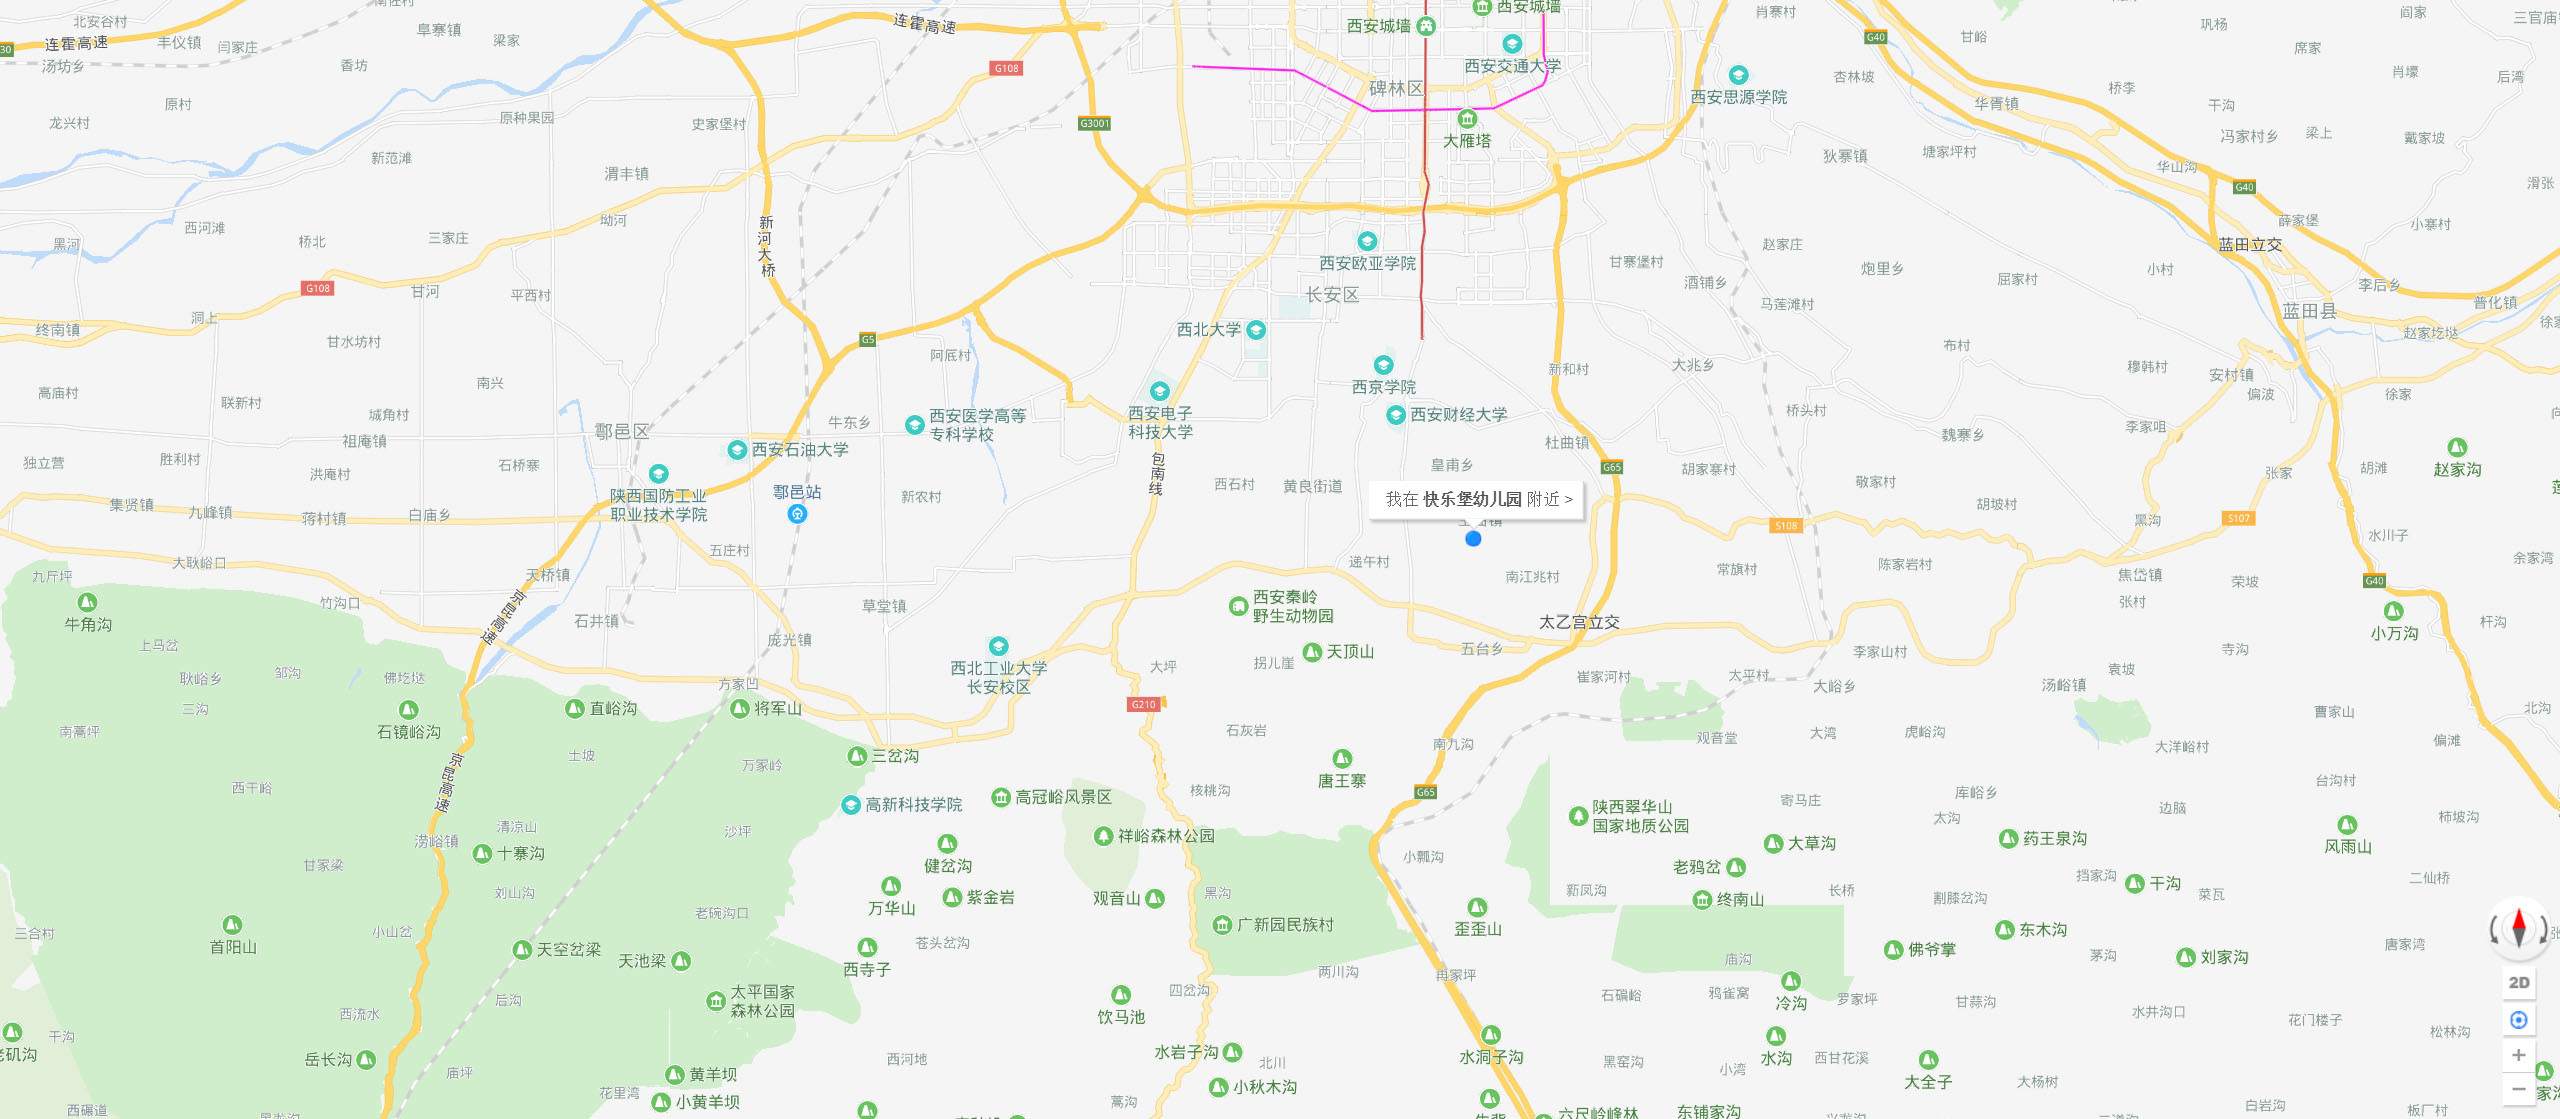 北安谷村
南佐村
连霍高速
G30
汤坊乡
丰仪镇
闫家庄
阜寨镇
梁家
连霍高速
香坊
原村
龙兴村
新范滩
原种果园
史家堡村
G108
G3001
西安城墙
西安城墙
西安交通大学
碑林区
大雁塔
肖寨村
西安思源学院
杏林坡
G40
甘峪
巩杨
阎家
三官庙
席家
肖壕
后湾
桥李
干沟
华胥镇
冯家村乡
梁上
戴家坡
狄寨镇
塘家坪村
华山沟
G40
滑张
渭丰镇
坳河
西河滩
黑河
桥北
三家庄
新河大桥
薛家堡
小寨村
蓝田立交
G108
甘河
平西村
洞上
终南镇
甘水坊村
西安欧亚学院
长安区
西北大学
甘寨堡村
赵家庄
酒铺乡
炮里乡
马莲滩村
屈家村
小村
李后乡
普化镇
蓝田县
赵家圪垯
G5
阿底村
南兴
高庙村
联新村
城角村
祖庵镇
独立营
胜利村
洪庵村
石桥寨
鄠邑区
牛东乡
西安医学高等
专科学校
西安石油大学
西安电子
科技大学
西京学院
西安财经大学
新和村
大兆乡
布村
穆韩村
安村镇
偏波
徐家
桥头村
杜曲镇
魏寨乡
李家咀
皇甫乡
G65
胡家寨村
敬家村
张家
胡滩
赵家沟
陕西国防工业
职业技术学院
鄠邑站
新农村
包南线
西石村
黄良街道
我在 快乐堡幼儿园 附近 >
胡坡村
集贤镇
九峰镇
蒋村镇
白庙乡
S108
黑沟
S107
水川子
大耿峪口
五庄村
天桥镇
递午村
南江兆村
常旗村
陈家岩村
焦岱镇
荣坡
G40
余家湾
九斤坪
牛角沟
竹沟口
京昆高速
石井镇
草堂镇
庞光镇
西安秦岭
野生动物园
太乙宫立交
张村
小万沟
杆沟
上马岔
耿峪乡
邹沟
佛圪垯
三沟
方家凹
西北工业大学
长安校区
大坪
拐儿崖
天顶山
五台乡
崔家河村
太平村
李家山村
大峪乡
袁坡
寺沟
汤峪镇
南蒿坪
石镜峪沟
直峪沟
将军山
G210
石灰岩
南九沟
观音堂
大湾
虎峪沟
大洋峪村
曹家山
北沟
偏滩
土坡
万家岭
三岔沟
西干峪
京昆高速
高新科技学院
高冠峪风景区
核桃沟
唐王寨
G65
陕西翠华山
国家地质公园
寄马庄
库峪乡
太沟
边脑
台沟村
柿坡沟
清凉山
涝峪镇
十寨沟
沙坪
祥峪森林公园
健岔沟
小瓢沟
大草沟
老鸦岔
药王泉沟
风雨山
甘家梁
刘山沟
万华山
紫金岩
观音山
黑沟
新凤沟
长桥
终南山
割膝岔沟
挡家沟
干沟
菜瓦
二仙桥
老碗沟口
首阳山
三合村
小山岔
天空岔梁
天池梁
苍头岔沟
西寺子
广新园民族村
歪歪山
东木沟
佛爷掌
茅沟
刘家沟
唐家湾
两川沟
冉家坪
庙沟
太平国家
森林公园
后沟
西流水
干沟
饮马池
四岔沟
石碥峪
鸦雀窝
冷沟
罗家坪
甘蒜沟
水井沟口
花门楼子
松林沟
2D
岳长沟
庙坪
西河地
水岩子沟
北川
水洞子沟
黑窑沟
水沟
西甘花溪
大全子
小湾
大杨树
花里湾
黄羊坝
小黄羊坝
小秋木沟
蒿沟
西碾道
六尺岭峰林
东铺家沟
白岩沟
板厂沟